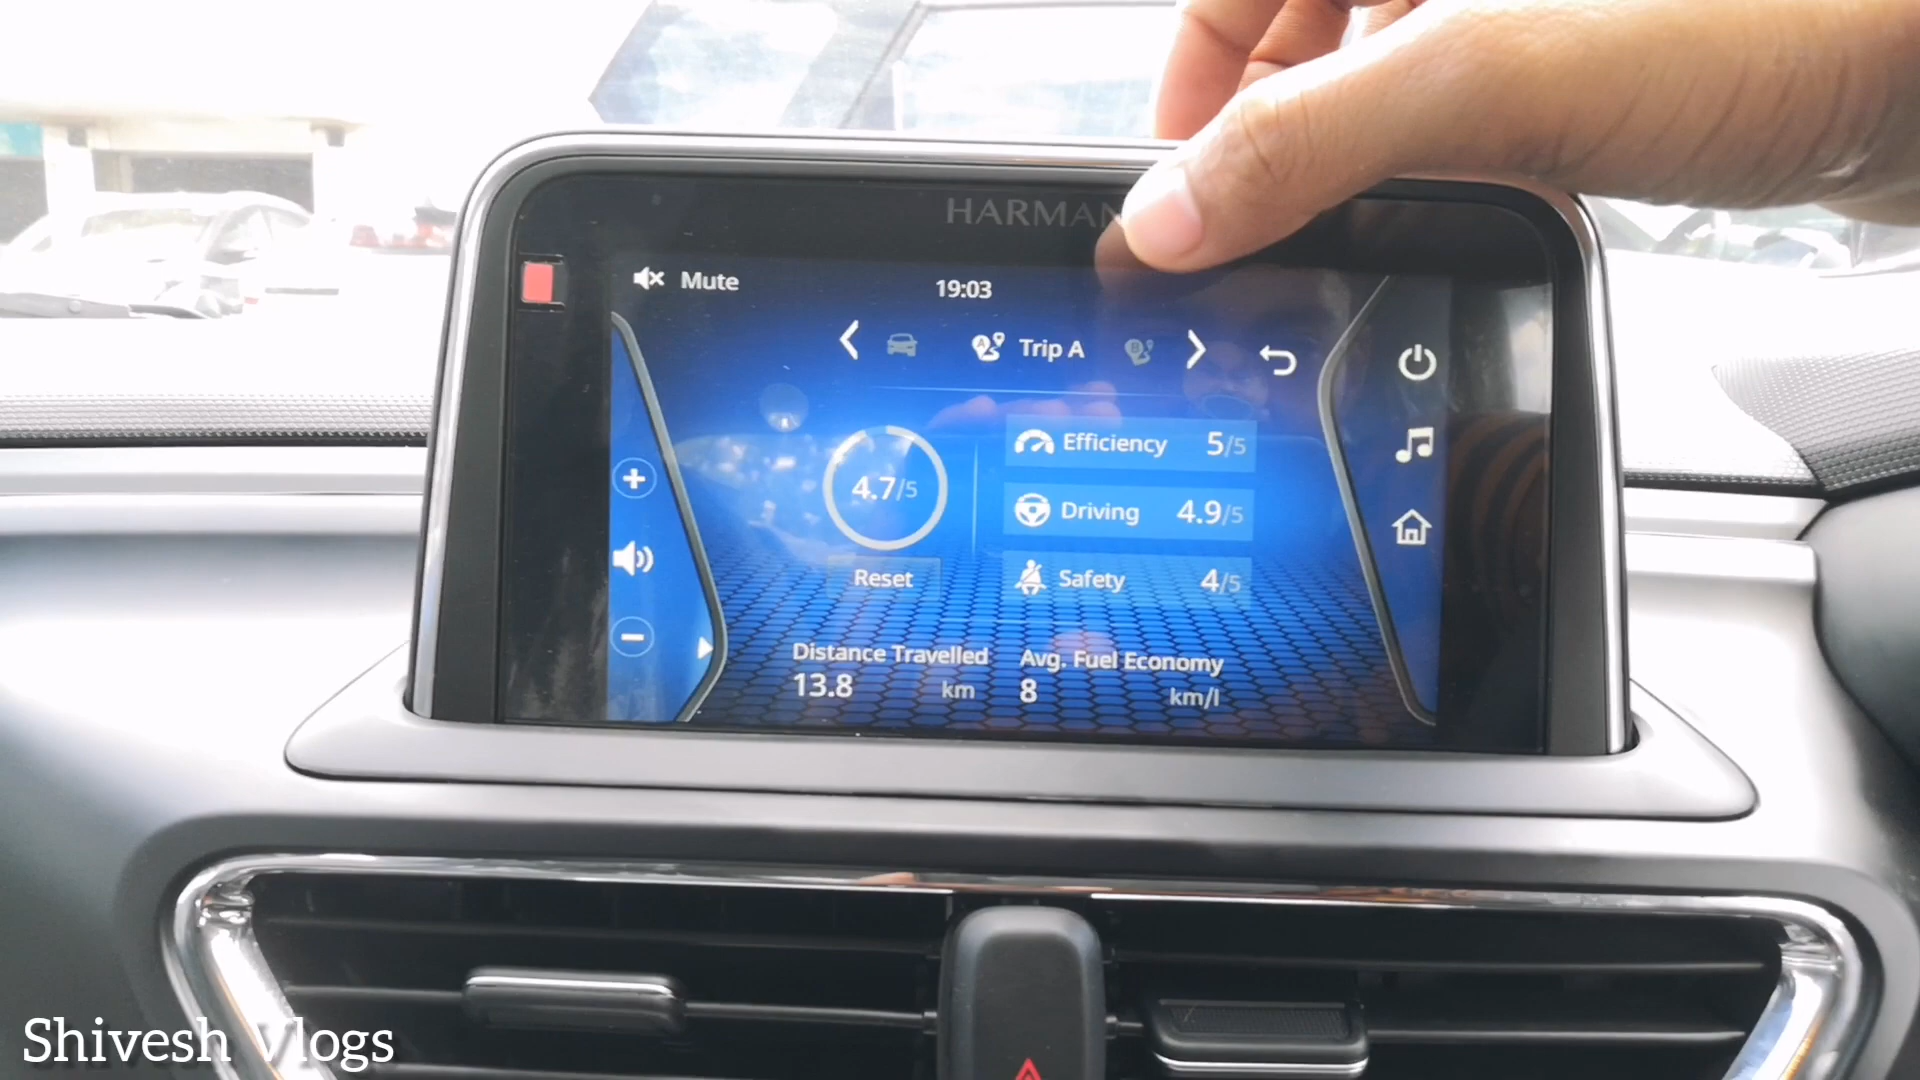 HARMAN
Mute
19:03
Trip A
4.7/5
Reset
Efficiency 5/5
Driving 4.9/5
Safety 4/5
Distance Travelled
13.8 km
Avg. Fuel Economy
8 km/l
Shivesh Vlogs